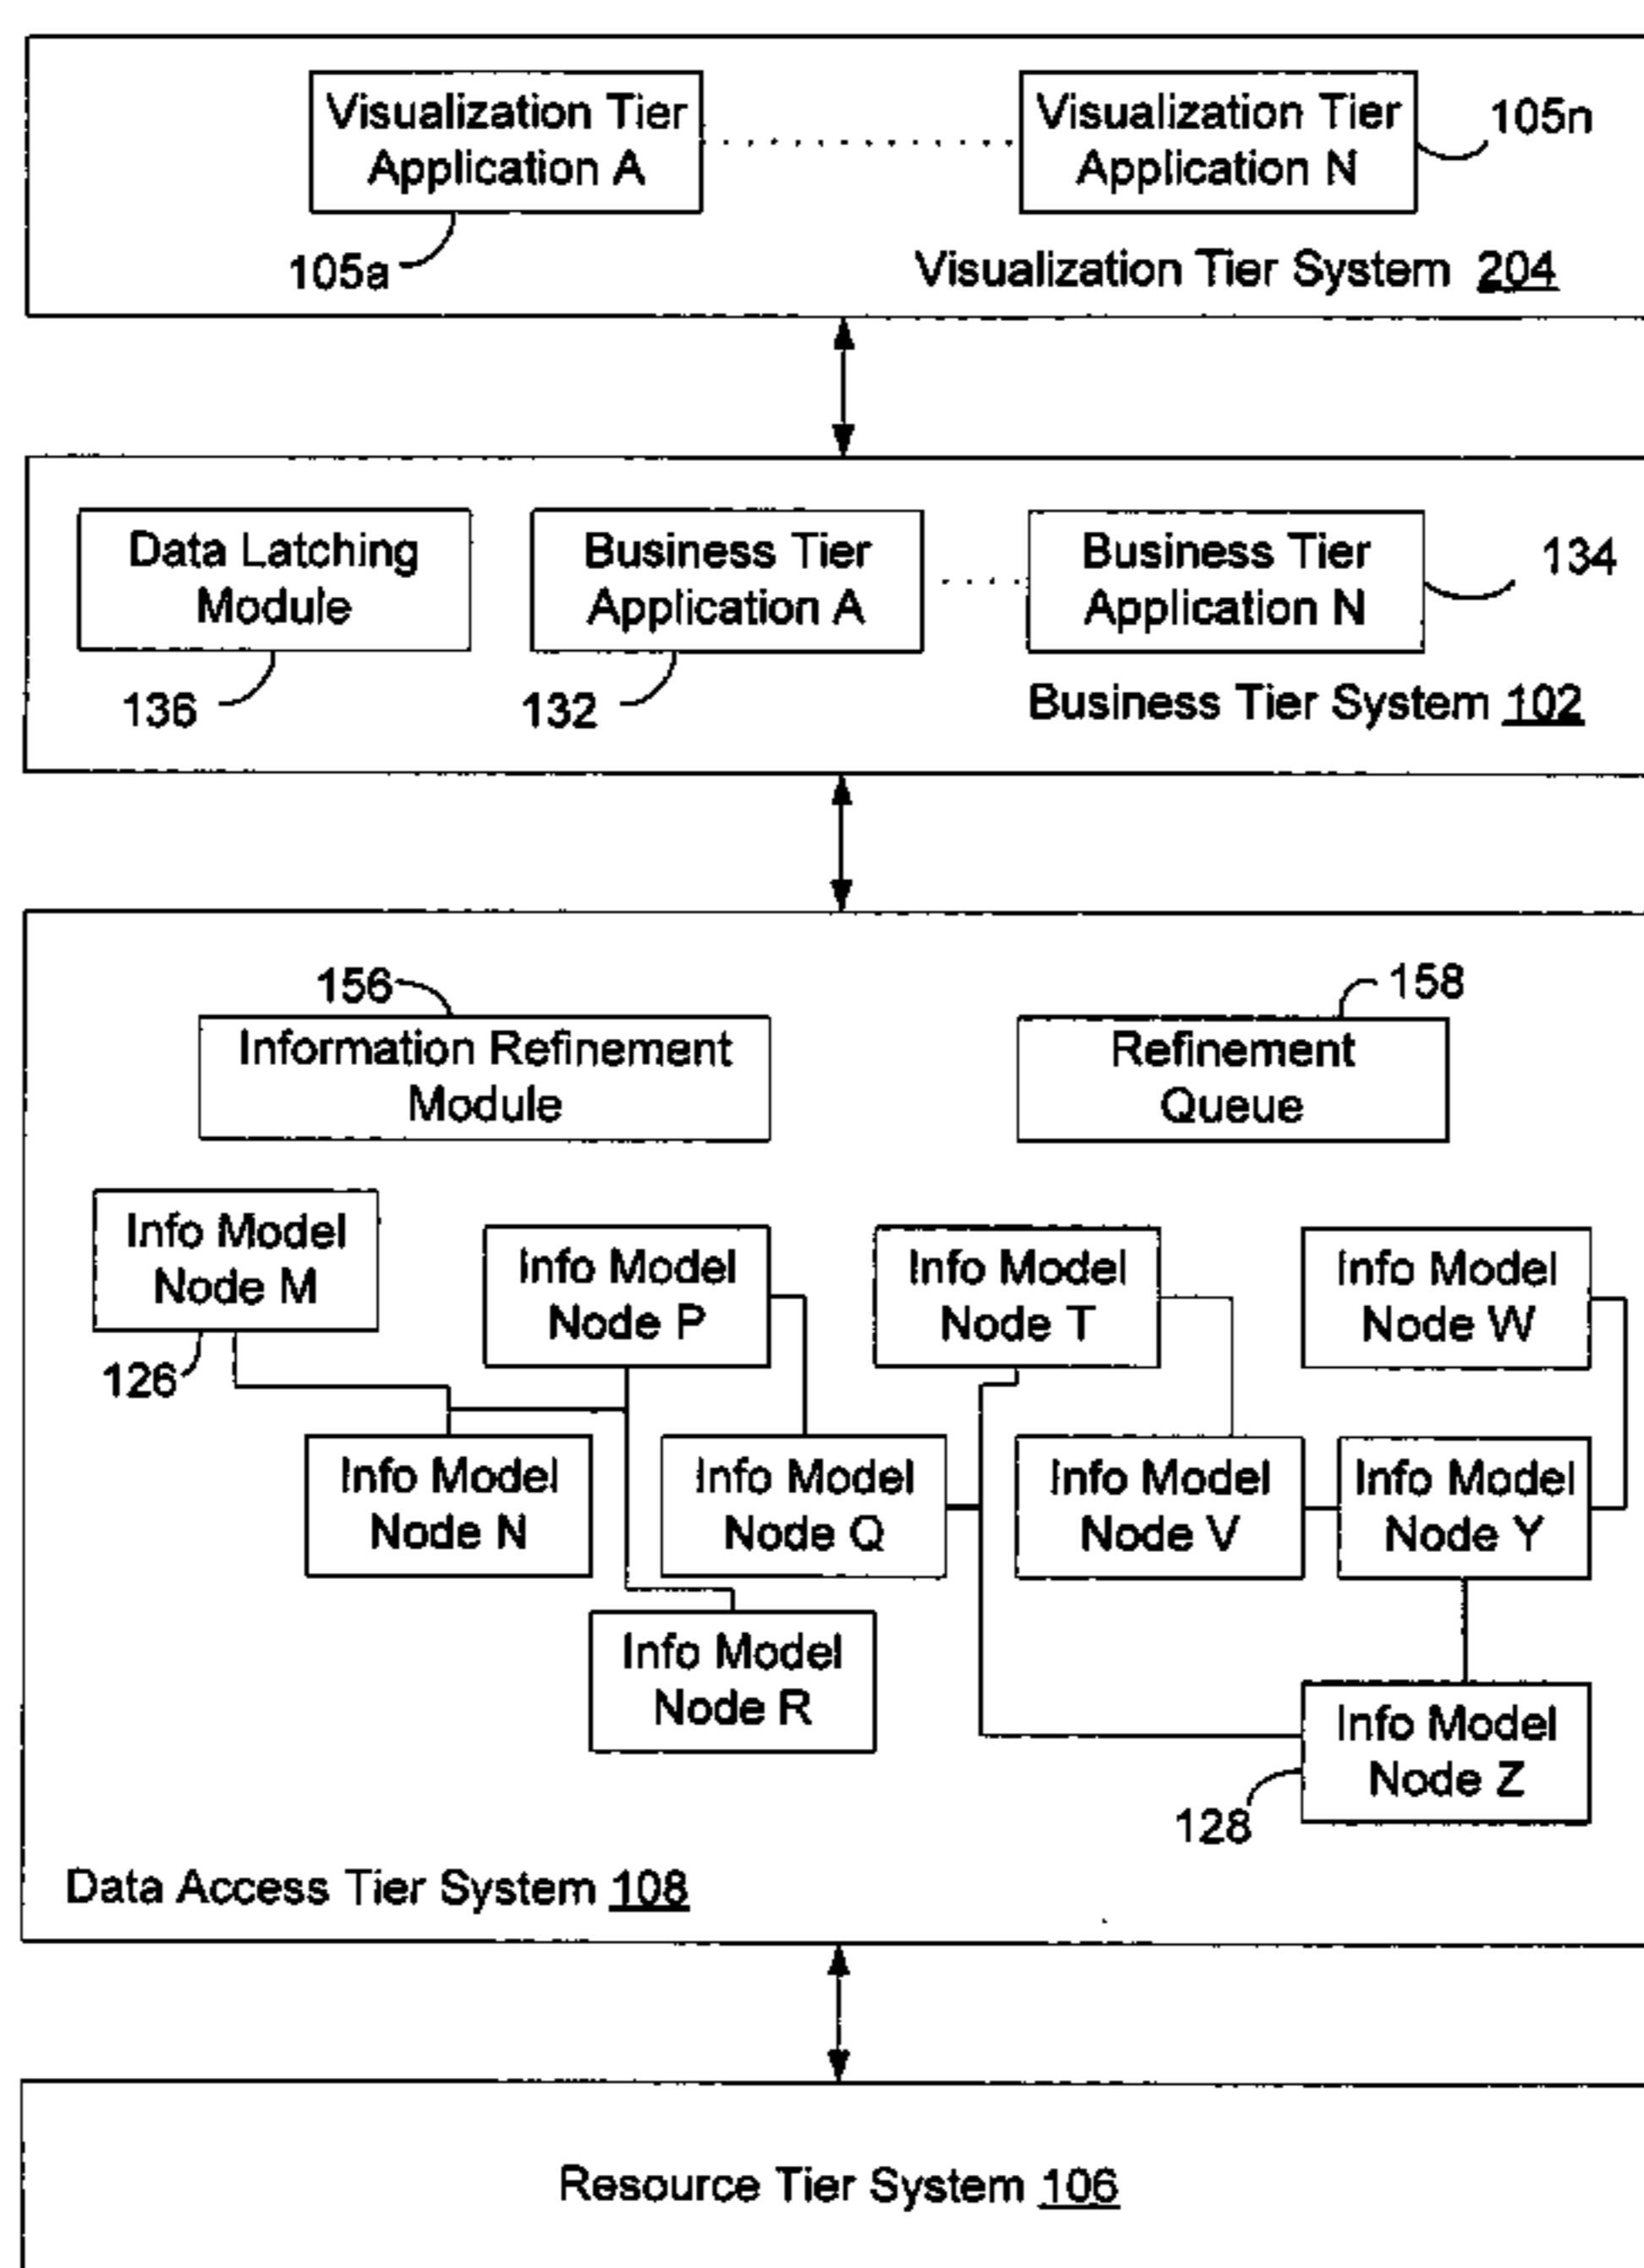 Visualization Tier
Application A
Visualization Tier
Application N
105n
105a
Visualization Tier System 204
Data Latching
Module
Business Tier
Application A
Business Tier
Application N
134
136
132
Business Tier System 102
156
158
Information Refinement
Module
Refinement
Queue
Info Model
Node M
Info Model
Node P
Info Model
Node T
Info Model
Node W
126
Info Model
Node N
Info Model
Node Q
Info Model
Node V
Info Model
Node Y
Info Model
Node R
Info Model
Node Z
128
Data Access Tier System 108
Resource Tier System 106